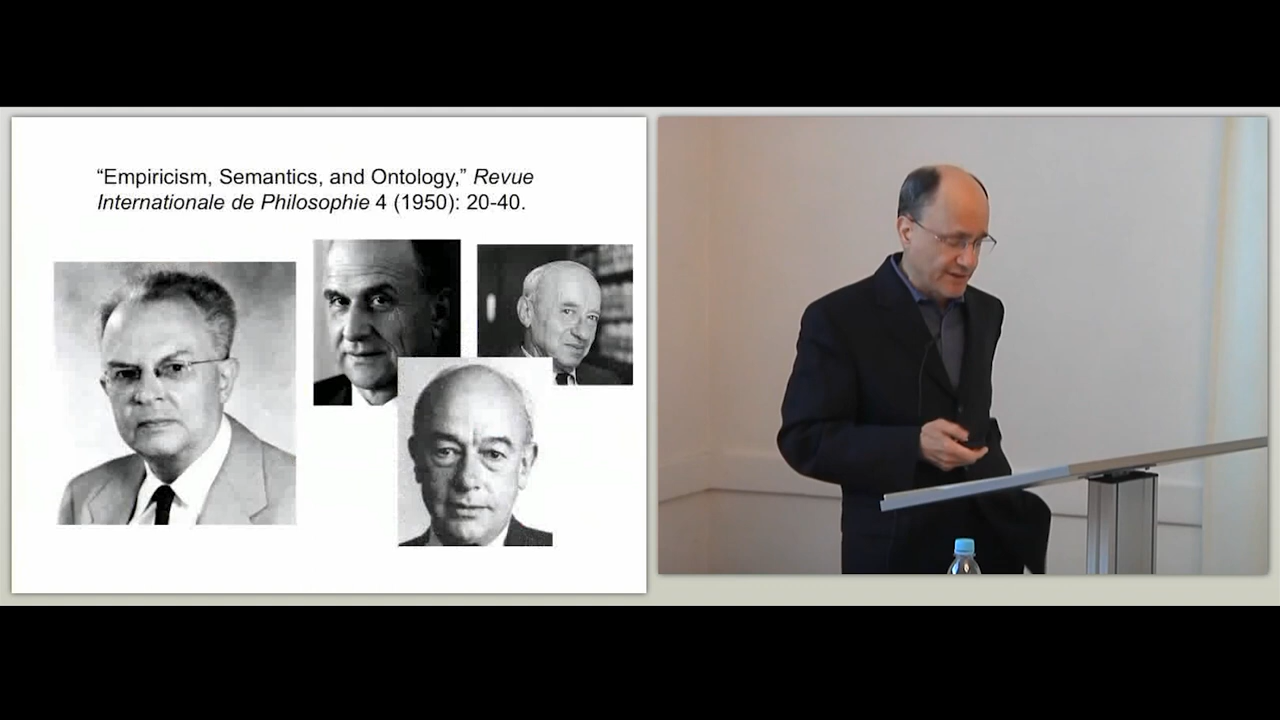 “Empiricism, Semantics, and Ontology,” Revue
Internationale de Philosophie 4 (1950): 20-40.